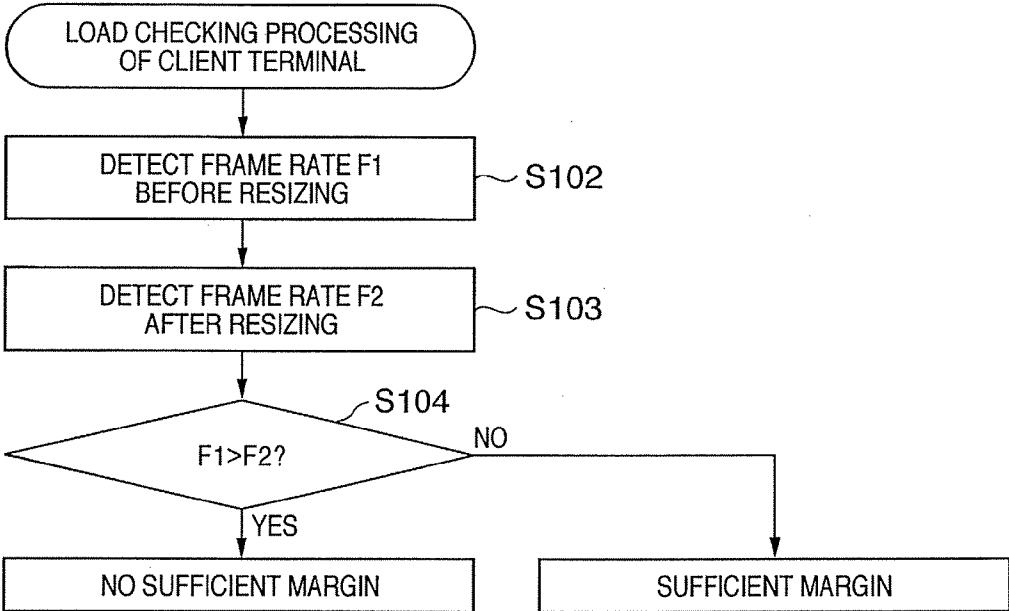 LOAD CHECKING PROCESSING
OF CLIENT TERMINAL
DETECT FRAME RATE F1
BEFORE RESIZING
S102
DETECT FRAME RATE F2
AFTER RESIZING
S103
S104
F1>F2?
NO
YES
NO SUFFICIENT MARGIN
SUFFICIENT MARGIN